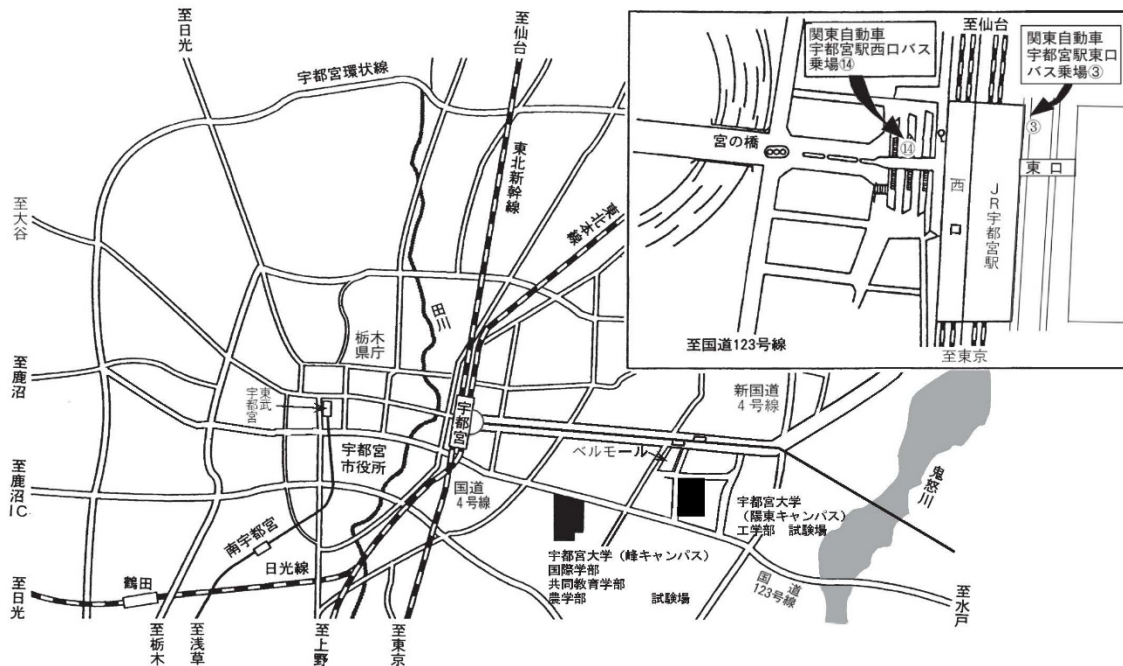 至日光
至仙台
宇都宮環状線
東北新幹線
東北本線
至大谷
田川
栃木
県庁
至鹿沼
東武
宇都宮
宇都宮
宇都宮
市役所
国道
4号線
新国道
4号線
ベルモール
鬼怒川
至鹿沼
IC
南宇都宮
日光線
鶴田
至日光
宇都宮大学
(陽東キャンパス)
工学部 試験場
宇都宮大学(峰キャンパス)
国際学部
共同教育学部
農学部 試験場
国道
123号線
至水戸
至栃木
至浅草
至上野
至東京
至仙台
関東自動車
宇都宮駅西口バス
乗場⑭
関東自動車
宇都宮駅東口
バス乗場③
宮の橋
⑭
③
西
JR宇都宮駅
東口
至国道123号線
至東京